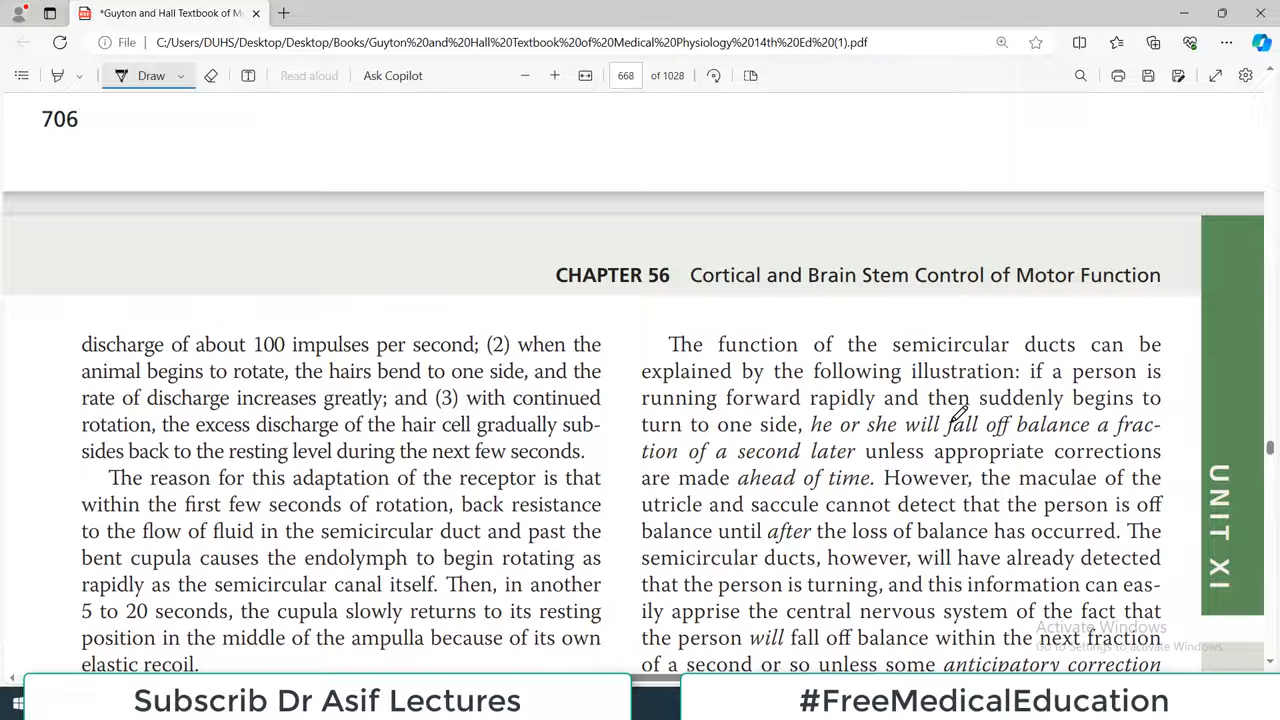 *Guyton and Hall Textbook of M
File
C:/Users/DUHS/Desktop/Desktop/Books/Guyton%20and%20Hall%20Textbook%20of%20Medical%20Physiology%2014th%20Ed%20(1).pdf
Draw
Read aloud
Ask Copilot
668 of 1028
706
CHAPTER 56 Cortical and Brain Stem Control of Motor Function
discharge of about 100 impulses per second; (2) when the
animal begins to rotate, the hairs bend to one side, and the
rate of discharge increases greatly; and (3) with continued
rotation, the excess discharge of the hair cell gradually sub-
sides back to the resting level during the next few seconds.
The reason for this adaptation of the receptor is that
within the first few seconds of rotation, back resistance
to the flow of fluid in the semicircular duct and past the
bent cupula causes the endolymph to begin rotating as
rapidly as the semicircular canal itself. Then, in another
5 to 20 seconds, the cupula slowly returns to its resting
position in the middle of the ampulla because of its own
elastic recoil.
The function of the semicircular ducts can be
explained by the following illustration: if a person is
running forward rapidly and then suddenly begins to
turn to one side, he or she will fall off balance a frac-
tion of a second later unless appropriate corrections
are made ahead of time. However, the maculae of the
utricle and saccule cannot detect that the person is off
balance until after the loss of balance has occurred. The
semicircular ducts, however, will have already detected
that the person is turning, and this information can eas-
ily apprise the central nervous system of the fact that
the person will fall off balance within the next fraction
of a second or so unless some anticipatory correction
UNIT XI
Activate Windows
Go to Settings to activate Windows.
Subscrib Dr Asif Lectures
#FreeMedicalEducation